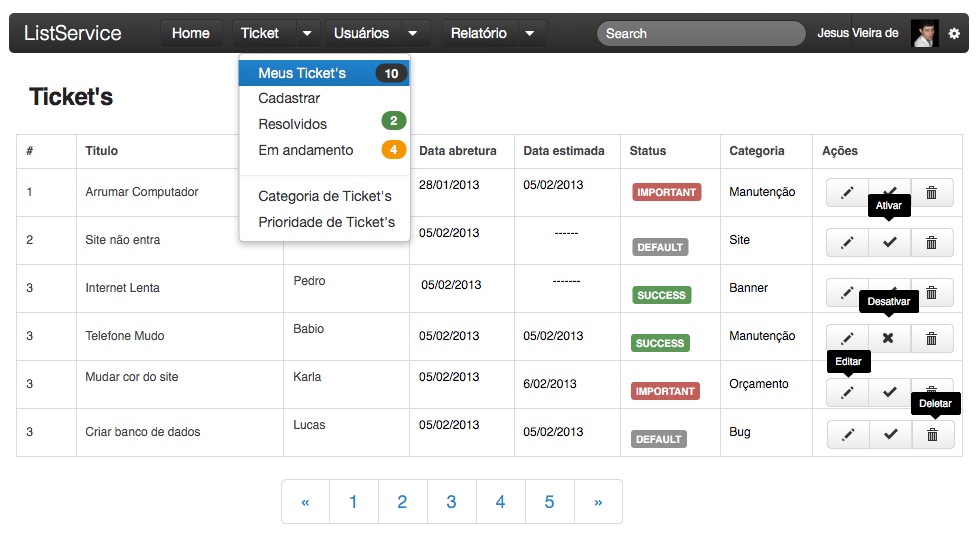 ListService Home Ticket Usuários Relatório Search Jesus Vieira de
Meus Ticket's 10
Cadastrar
Resolvidos 2
Em andamento 4
Categoria de Ticket's
Prioridade de Ticket's
Ticket's
# Titulo Data abretura Data estimada Status Categoria Ações
1 Arrumar Computador 28/01/2013 05/02/2013 IMPORTANT Manutenção
Ativar
2 Site não entra 05/02/2013 ------ DEFAULT Site
3 Internet Lenta Pedro 05/02/2013 ------- SUCCESS Banner
Desativar
3 Telefone Mudo Babio 05/02/2013 05/02/2013 SUCCESS Manutenção
Editar
3 Mudar cor do site Karla 05/02/2013 6/02/2013 IMPORTANT Orçamento
Deletar
3 Criar banco de dados Lucas 05/02/2013 05/02/2013 DEFAULT Bug
« 1 2 3 4 5 »